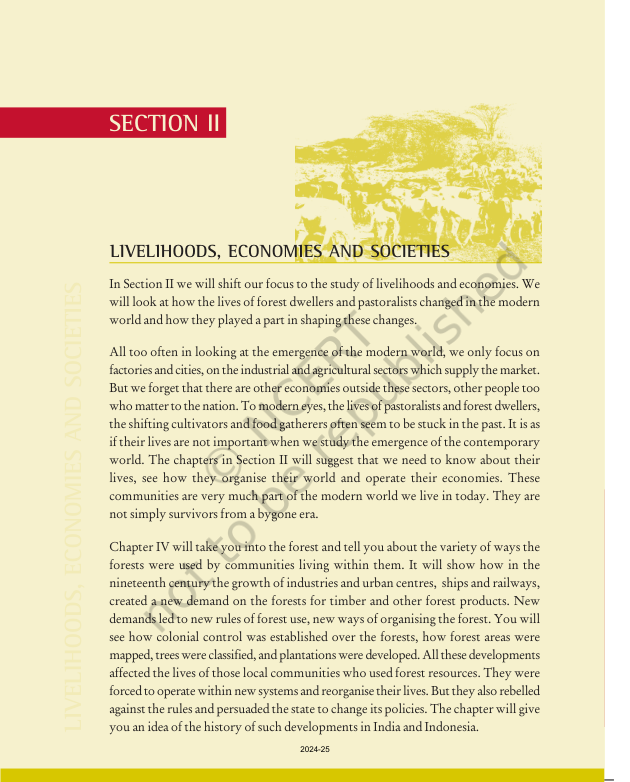 SECTION II
LIVELIHOODS, ECONOMIES AND SOCIETIES
In Section II we will shift our focus to the study of livelihoods and economies. We
will look at how the lives of forest dwellers and pastoralists changed in the modern
world and how they played a part in shaping these changes.
All too often in looking at the emergence of the modern world, we only focus on
factories and cities, on the industrial and agricultural sectors which supply the market.
But we forget that there are other economies outside these sectors, other people too
who matter to the nation. To modern eyes, the lives of pastoralists and forest dwellers,
the shifting cultivators and food gatherers often seem to be stuck in the past. It is as
if their lives are not important when we study the emergence of the contemporary
world. The chapters in Section II will suggest that we need to know about their
lives, see how they organise their world and operate their economies. These
communities are very much part of the modern world we live in today. They are
not simply survivors from a bygone era.
Chapter IV will take you into the forest and tell you about the variety of ways the
forests were used by communities living within them. It will show how in the
nineteenth century the growth of industries and urban centres, ships and railways,
created a new demand on the forests for timber and other forest products. New
demands led to new rules of forest use, new ways of organising the forest. You will
see how colonial control was established over the forests, how forest areas were
mapped, trees were classified, and plantations were developed. All these developments
affected the lives of those local communities who used forest resources. They were
forced to operate within new systems and reorganise their lives. But they also rebelled
against the rules and persuaded the state to change its policies. The chapter will give
you an idea of the history of such developments in India and Indonesia.
2024-25
LIVELIHOODS, ECONOMIES AND SOCIETIES
© NCERT
not to be republished